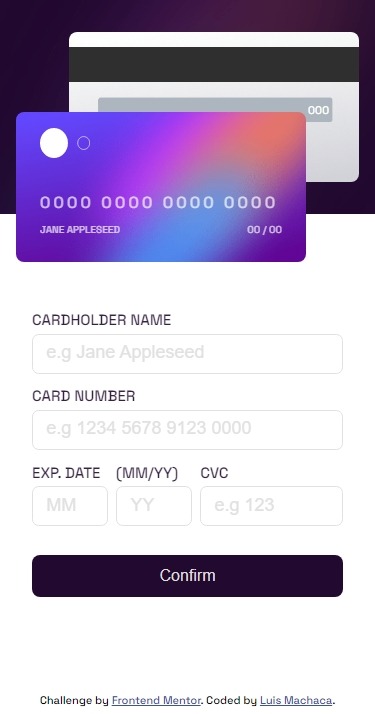 000
0000 0000 0000 0000
JANE APPLESEED 00 / 00
CARDHOLDER NAME
e.g Jane Appleseed
CARD NUMBER
e.g 1234 5678 9123 0000
EXP. DATE (MM/YY) CVC
MM YY e.g 123
Confirm
Challenge by Frontend Mentor. Coded by Luis Machaca.